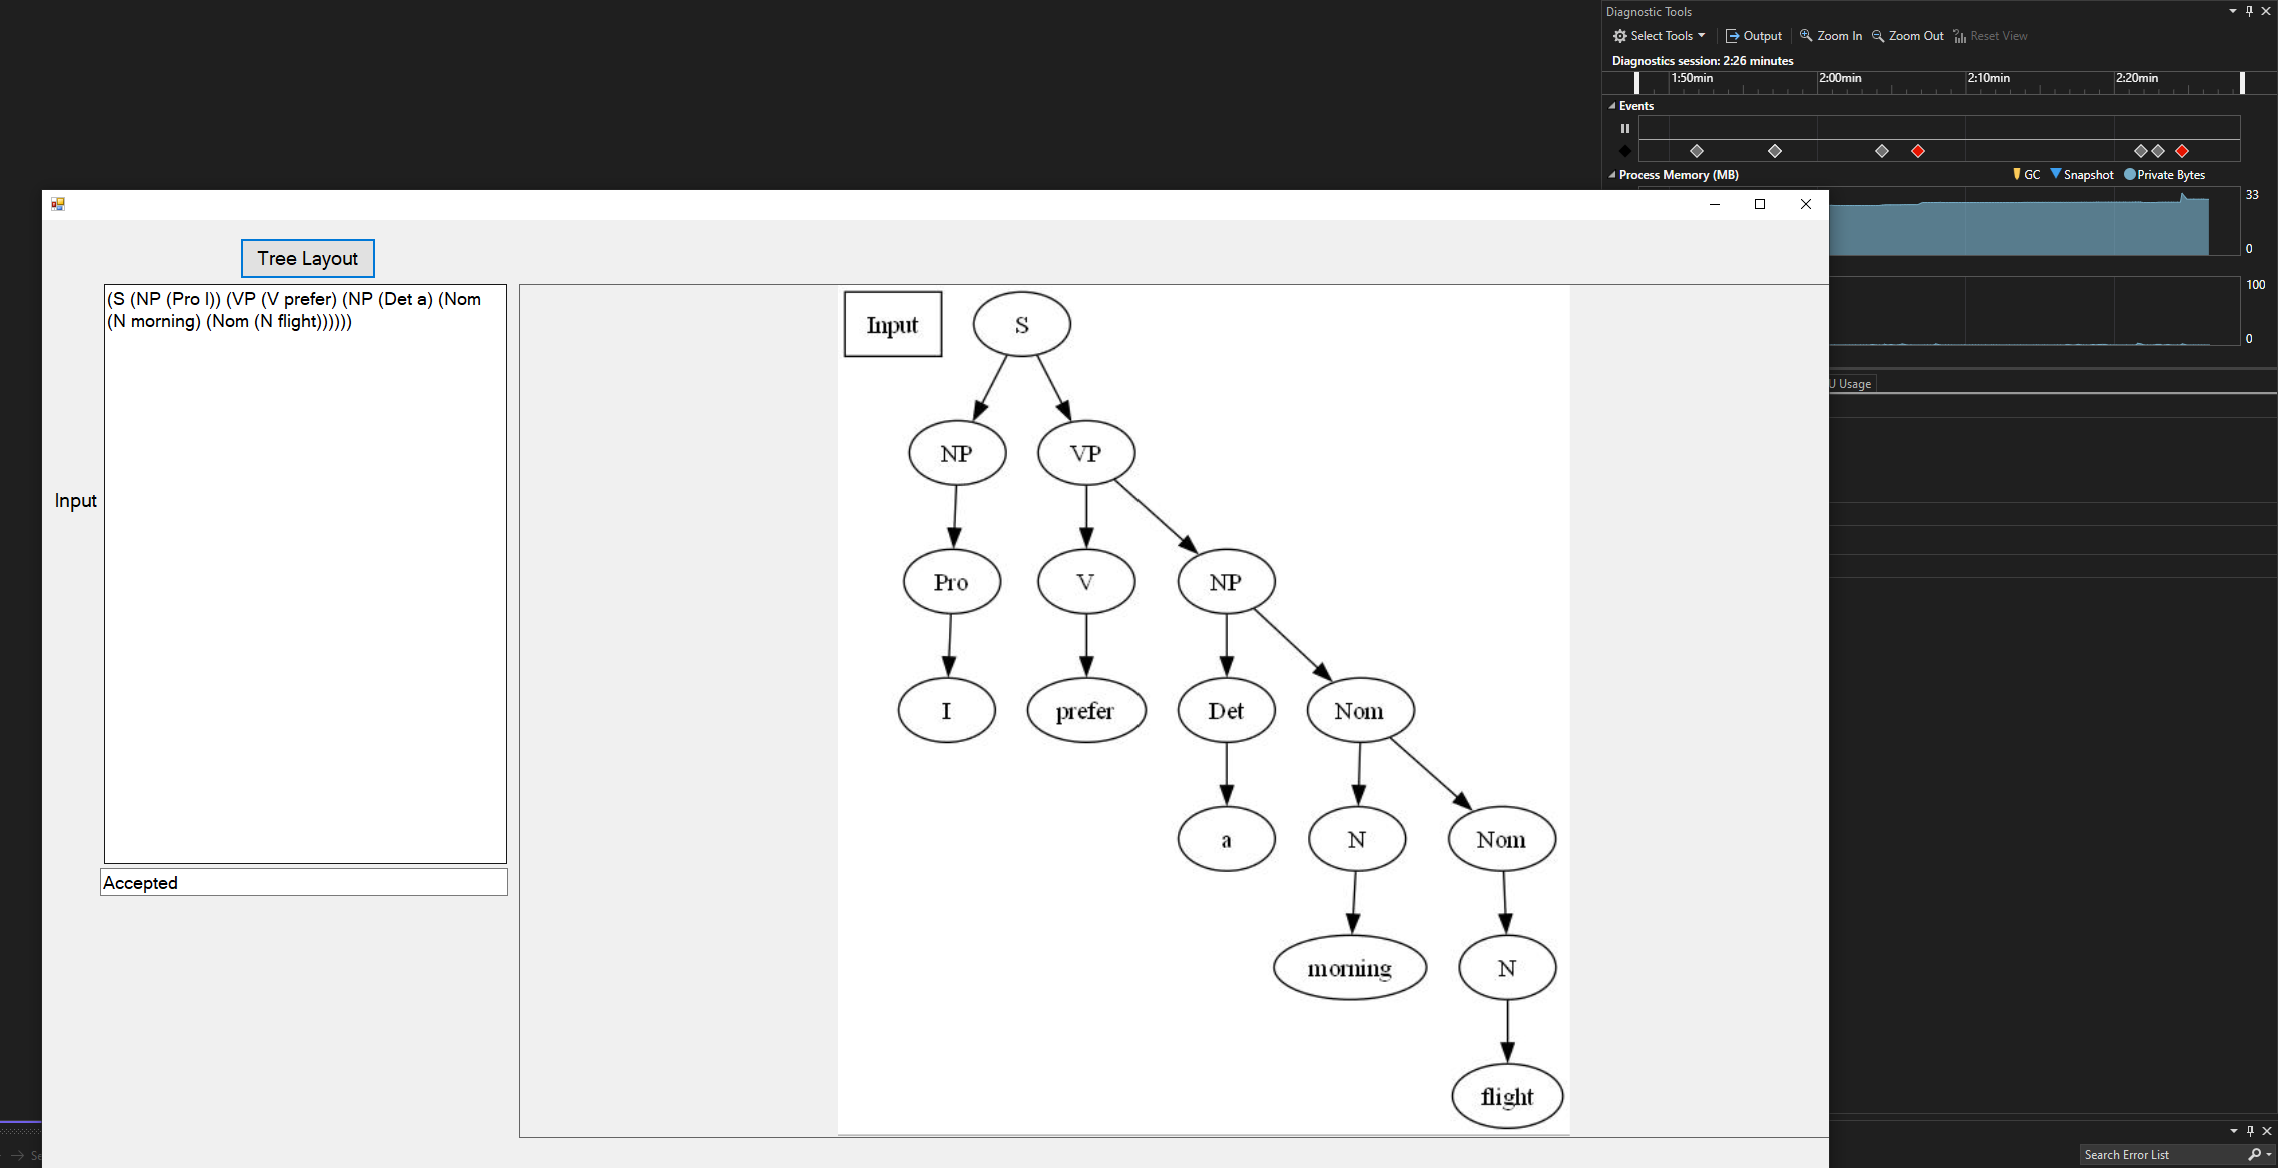 Diagnostic Tools
Select Tools Output Zoom In Zoom Out Reset View
Diagnostics session: 2:26 minutes
1:50min 2:00min 2:10min 2:20min
Events
Process Memory (MB) GC Snapshot Private Bytes
33
0
100
0
U Usage
Tree Layout
(S (NP (Pro I)) (VP (V prefer) (NP (Det a) (Nom
(N morning) (Nom (N flight))))))
Input
Accepted
Input S
NP VP
Pro V NP
I prefer Det Nom
a N Nom
morning N
flight
Search Error List